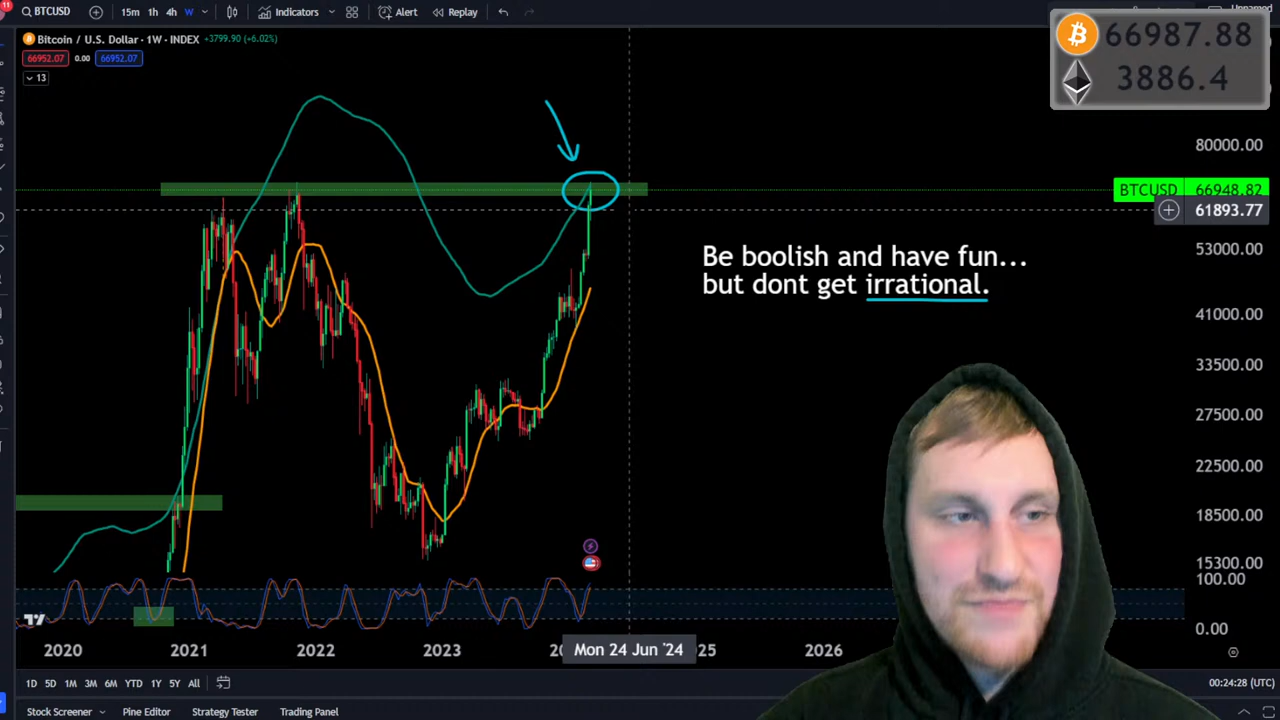 11
BTCUSD
15m 1h 4h W
Indicators
Alert
Replay
Unnamed
Bitcoin / U.S. Dollar · 1W · INDEX +3799.90 (+6.02%)
66952.07 0.00 66952.07
13
66987.88
3886.4
80000.00
BTCUSD 66948.82
61893.77
53000.00
41000.00
33500.00
27500.00
22500.00
18500.00
15300.00
100.00
0.00
Be boolish and have fun...
but dont get irrational.
2020 2021 2022 2023 Mon 24 Jun '24 2026
1D 5D 1M 3M 6M YTD 1Y 5Y All
00:24:28 (UTC)
Stock Screener Pine Editor Strategy Tester Trading Panel